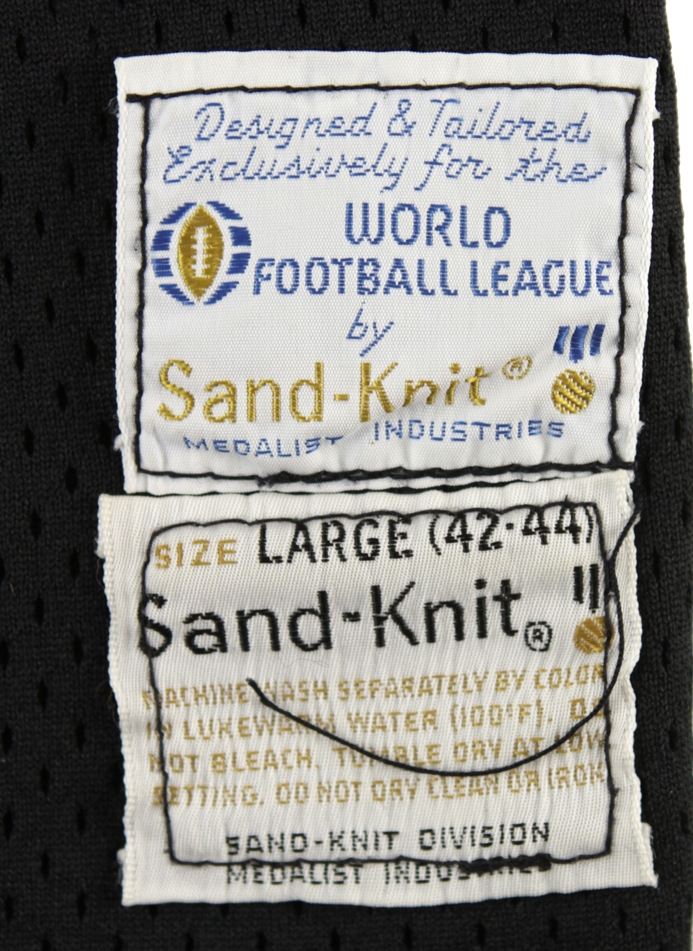 Designed & Tailored
Exclusively for the
WORLD
FOOTBALL LEAGUE
by
Sand-Knit®
MEDALIST INDUSTRIES
SIZE LARGE (42-44)
Sand-Knit®
MACHINE WASH SEPARATELY BY COLOR
IN LUKEWARM WATER (100°F). DO
NOT BLEACH. TUMBLE DRY AT LOW
SETTING. DO NOT DRY CLEAN OR IRON
SAND-KNIT DIVISION
MEDALIST INDUSTRIES